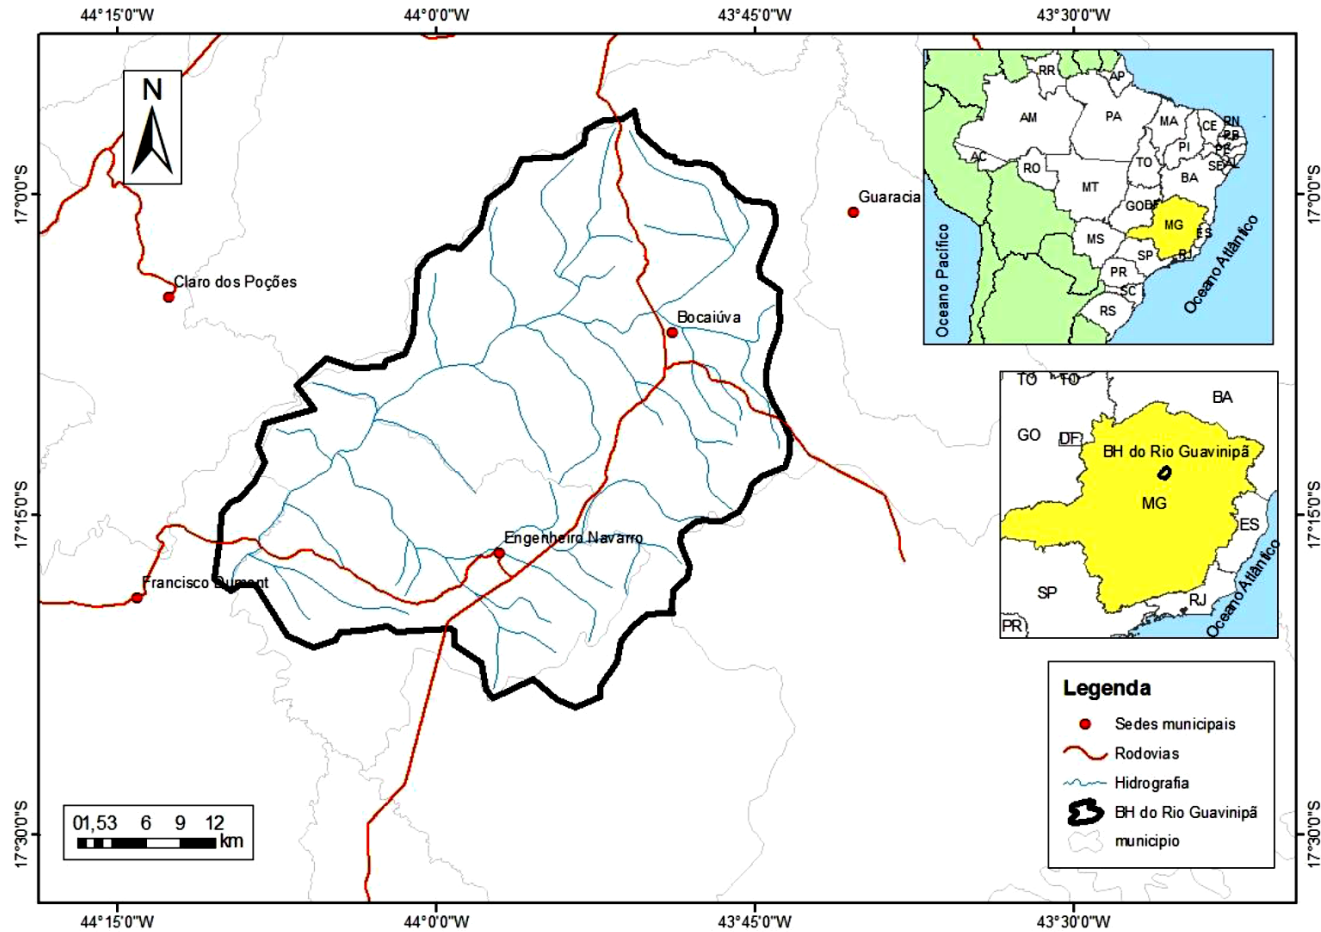 44°15'0"W
44°0'0"W
43°45'0"W
43°30'0"W
17°0'0"S
17°15'0"S
17°30'0"S
17°0'0"S
17°15'0"S
17°30'0"S
44°15'0"W
44°0'0"W
43°45'0"W
43°30'0"W
N
Guaracia
Claro dos Poções
Bocaiúva
Engenheiro Navarro
Francisco Dumont
01,53 6 9 12
km
RR
AP
AM
PA
MA
CE
RN
PB
PE
PI
AC
RO
TO
SE
AL
BA
MT
GO
DF
MG
ES
MS
SP
RJ
PR
SC
RS
Oceano Pacífico
Oceano Atlântico
TO
TO
BA
GO
DF
BH do Rio Guavinipã
MG
ES
SP
RJ
PR
Oceano Atlântico
Legenda
Sedes municipais
Rodovias
Hidrografia
BH do Rio Guavinipã
municipio